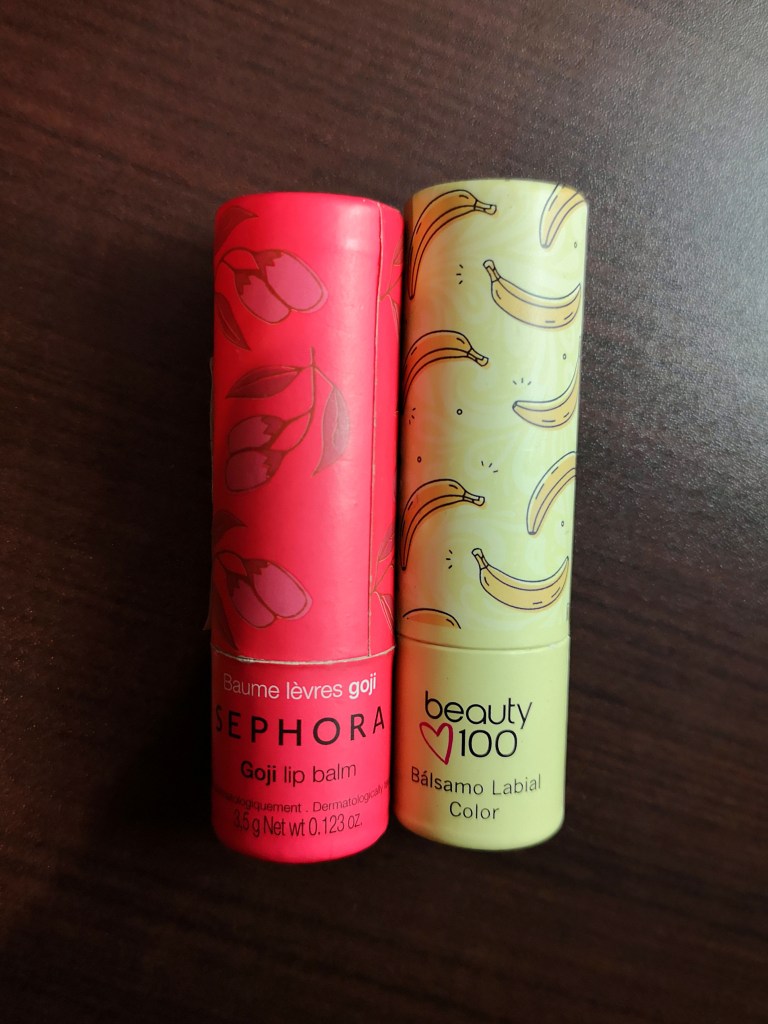 Baume lèvres goji
SEPHORA
Goji lip balm
. Dermatologically
3.5 g Net wt 0.123 oz.
beauty
100
Bálsamo Labial
Color